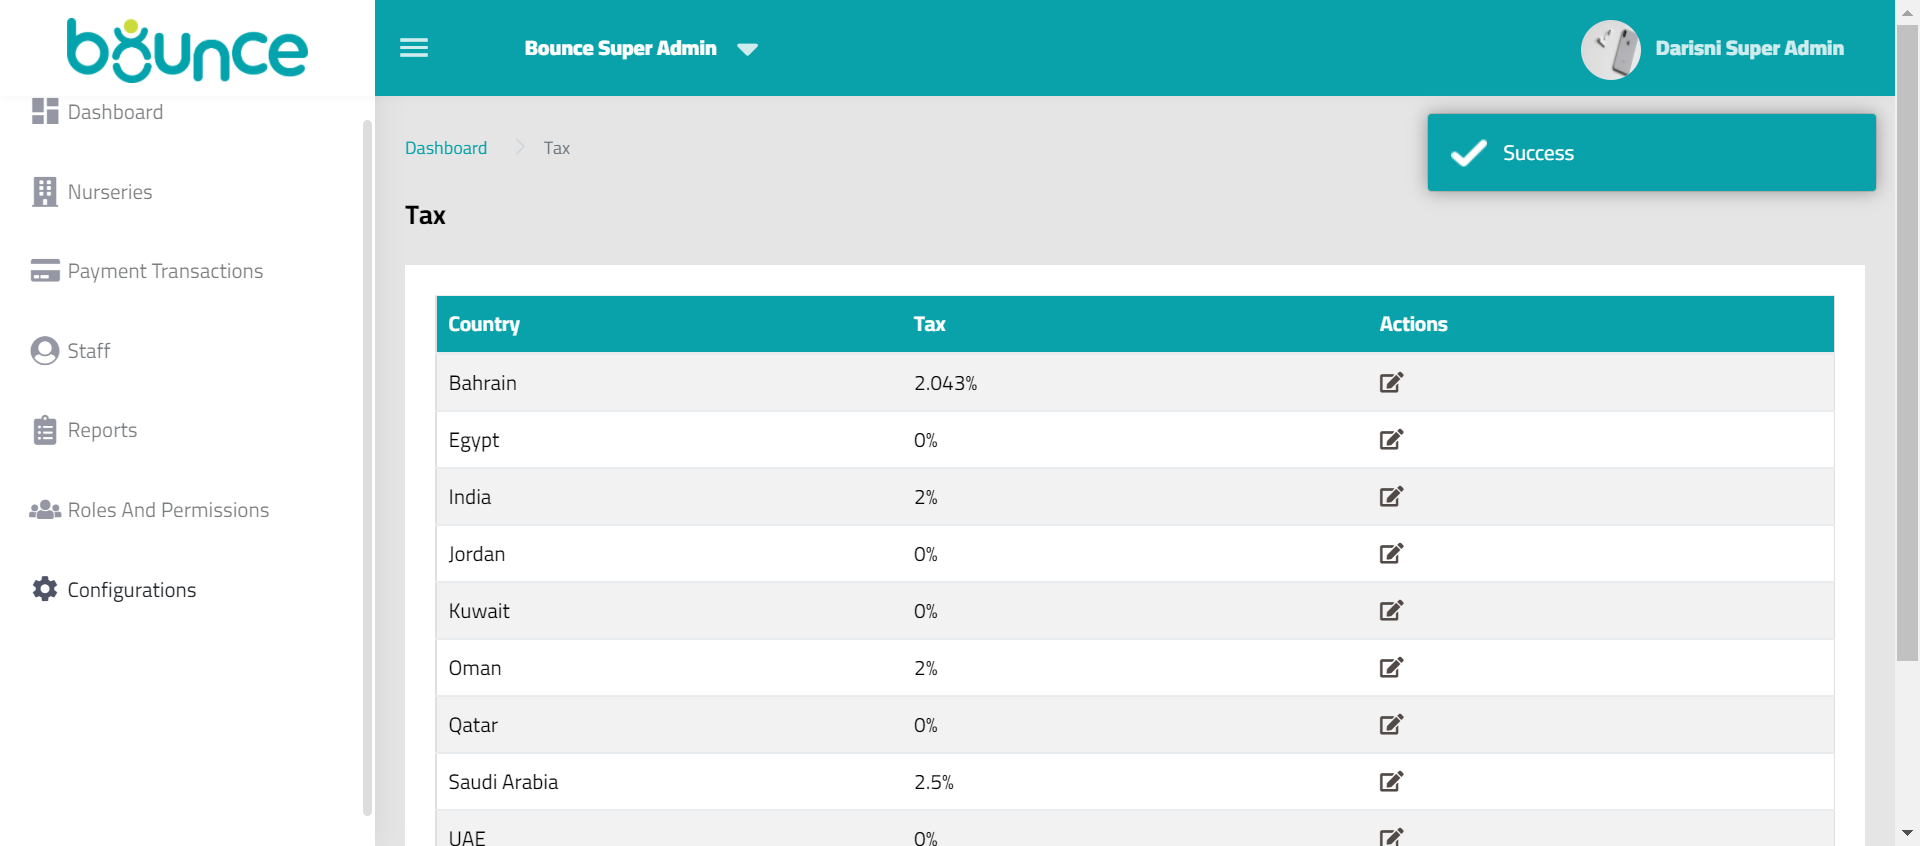 bounce
Bounce Super Admin
Darisni Super Admin
Dashboard
Nurseries
Payment Transactions
Staff
Reports
Roles And Permissions
Configurations
Dashboard Tax
Success
Tax
Country Tax Actions
Bahrain 2.043%
Egypt 0%
India 2%
Jordan 0%
Kuwait 0%
Oman 2%
Qatar 0%
Saudi Arabia 2.5%
UAE 0%